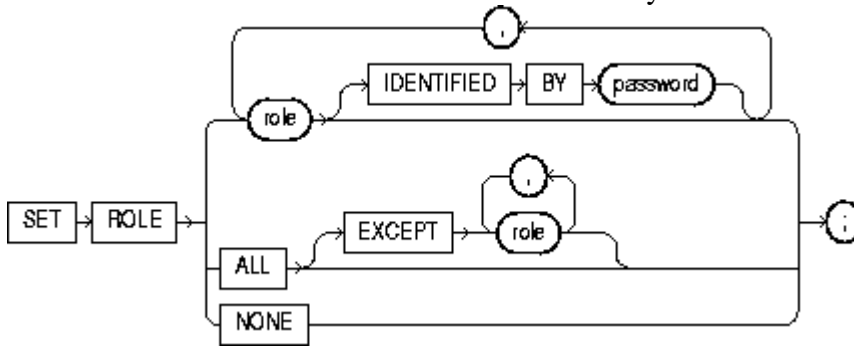 ,
IDENTIFIED BY password
role
,
SET ROLE EXCEPT role ;
ALL
NONE